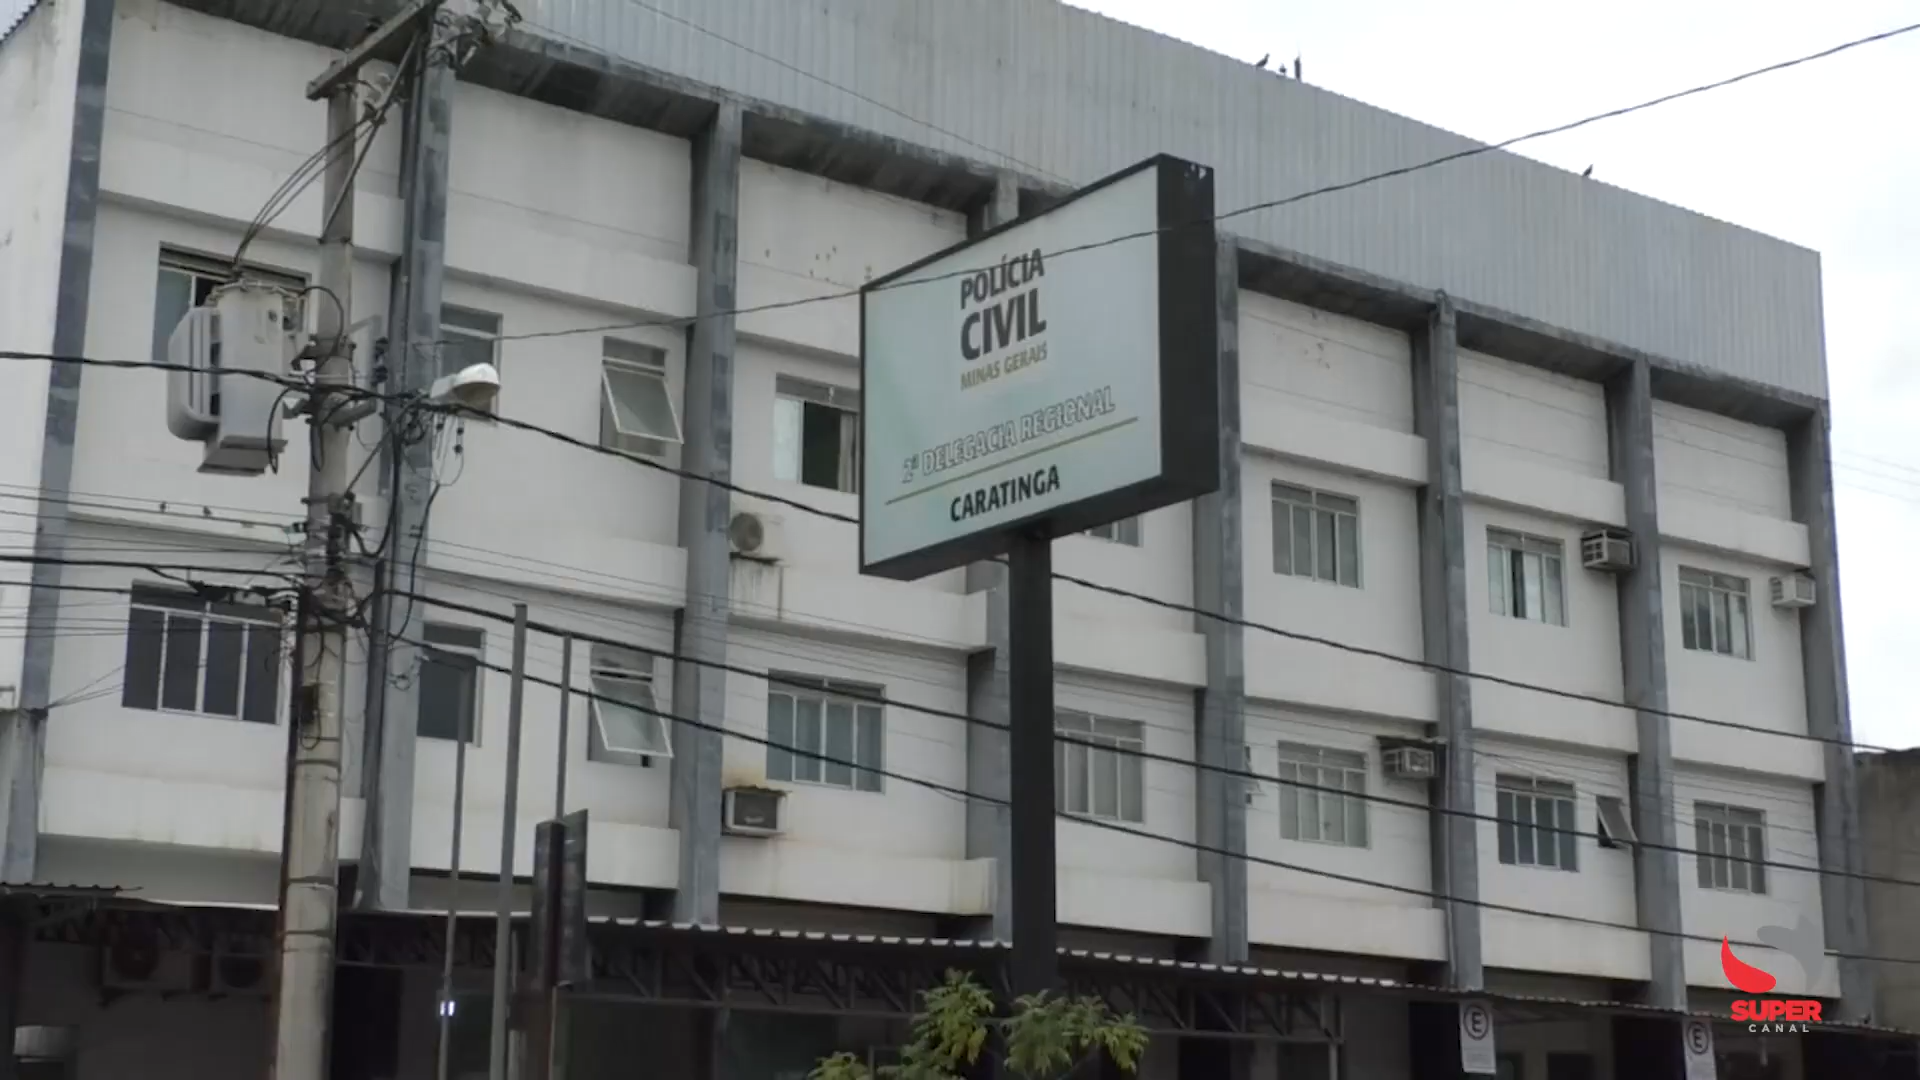 POLÍCIA
CIVIL
MINAS GERAIS
2ª DELEGACIA REGIONAL
CARATINGA
E
E
SUPER
CANAL